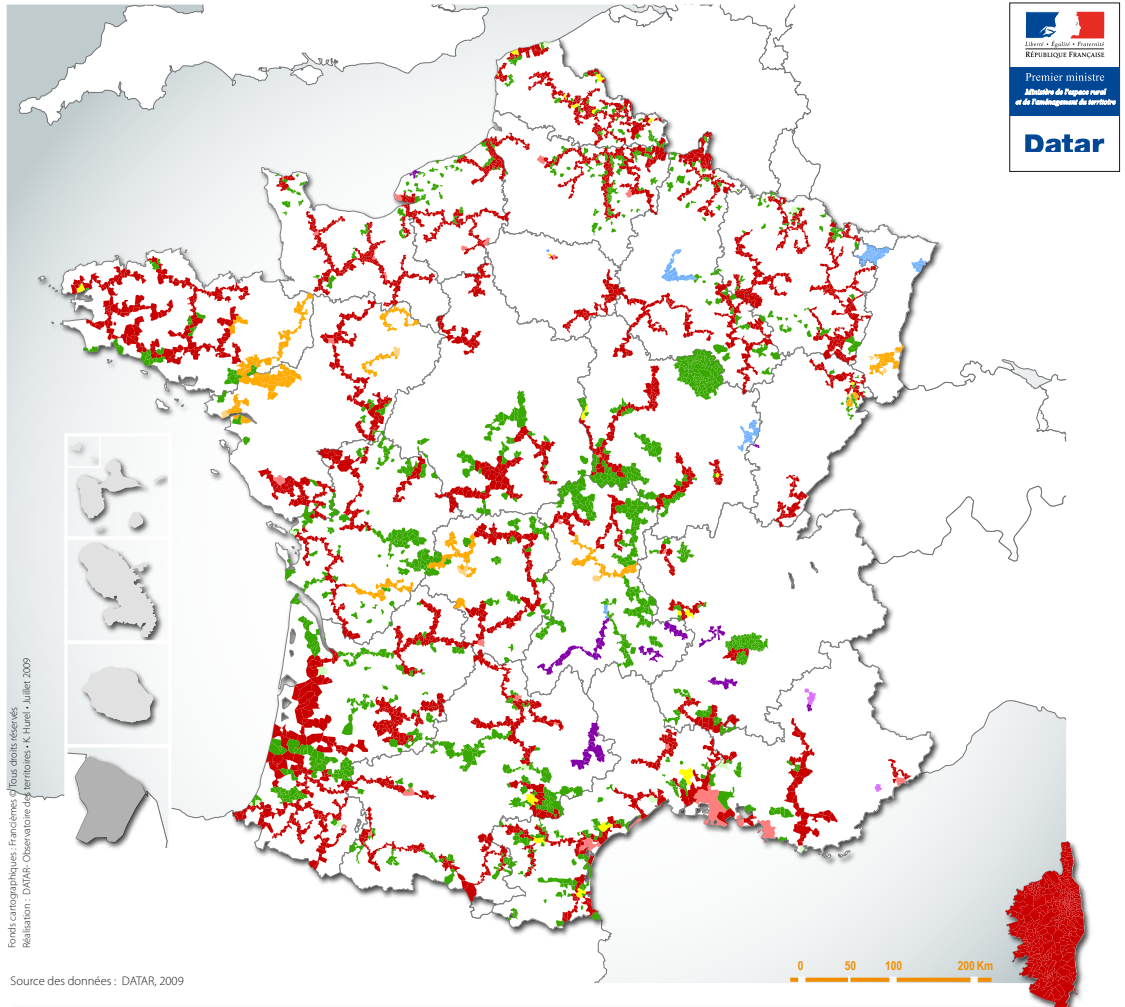 Liberté • Égalité • Fraternité
RÉPUBLIQUE FRANÇAISE
Premier ministre
Ministère de l'espace rural
et de l'aménagement du territoire
Datar
Fonds cartographiques : Francièmes © Tous droits réservés
Réalisation : DATAR- Observatoire des territoires • K. Hurel • Juillet 2009
Source des données : DATAR, 2009
0 50 100 200 Km